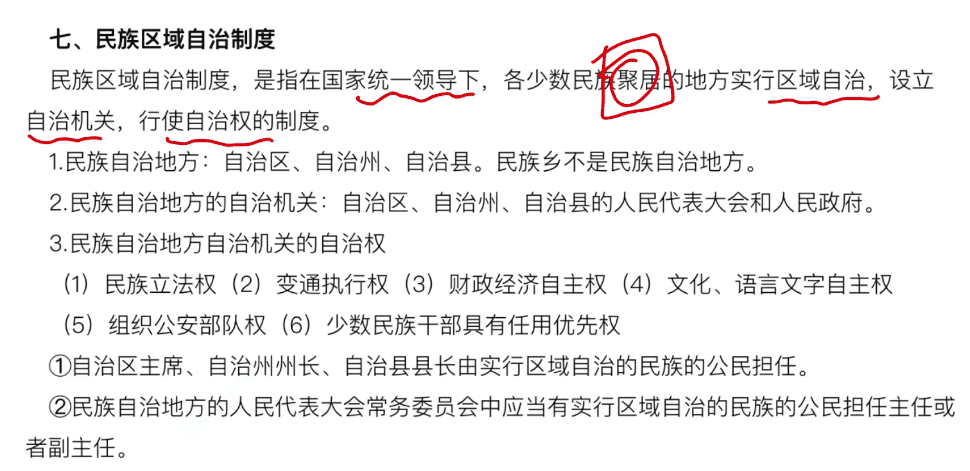 七、民族区域自治制度
民族区域自治制度，是指在国家统一领导下，各少数民族聚居的地方实行区域自治，设立
自治机关，行使自治权的制度。
1.民族自治地方：自治区、自治州、自治县。民族乡不是民族自治地方。
2.民族自治地方的自治机关：自治区、自治州、自治县的人民代表大会和人民政府。
3.民族自治地方自治机关的自治权
（1）民族立法权（2）变通执行权（3）财政经济自主权（4）文化、语言文字自主权
（5）组织公安部队权（6）少数民族干部具有任用优先权
①自治区主席、自治州州长、自治县县长由实行区域自治的民族的公民担任。
②民族自治地方的人民代表大会常务委员会中应当有实行区域自治的民族的公民担任主任或
者副主任。